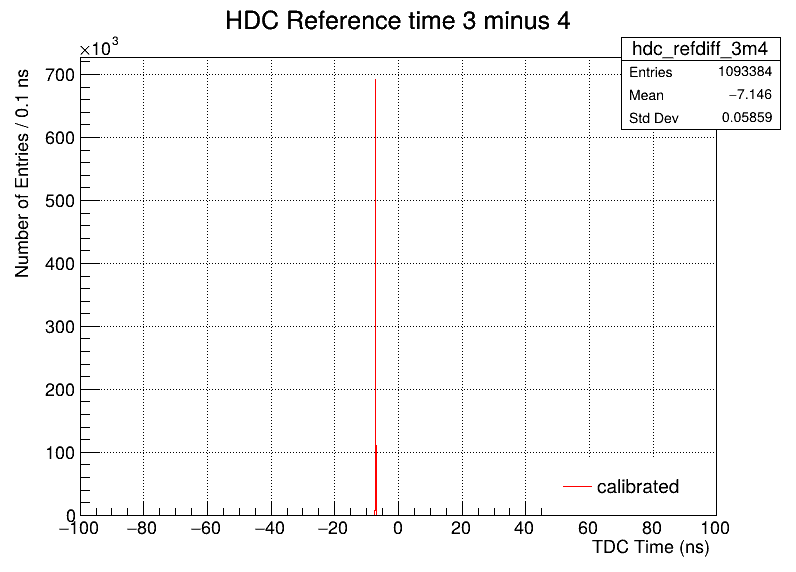 HDC Reference time 3 minus 4
×10³
hdc_refdiff_3m4
Entries 1093384
Mean −7.146
Std Dev 0.05859
Number of Entries / 0.1 ns
700
600
500
400
300
200
100
0
calibrated
−100 −80 −60 −40 −20 0 20 40 60 80 100
TDC Time (ns)